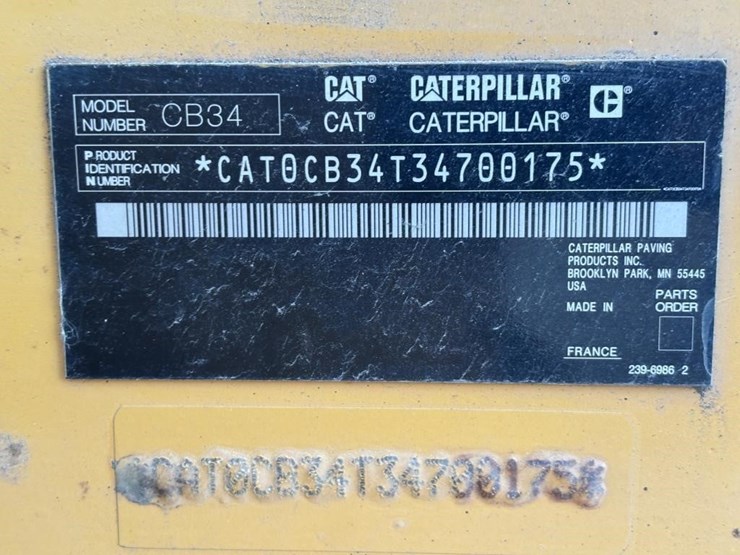 CAT® CATERPILLAR®
MODEL NUMBER CB34 CAT® CATERPILLAR®
PRODUCT IDENTIFICATION NUMBER *CAT0CB34T34700175*
CATERPILLAR PAVING
PRODUCTS INC.
BROOKLYN PARK, MN 55445
USA
MADE IN
PARTS
ORDER
FRANCE
239-6986 2
*CAT0CB34T34700175*